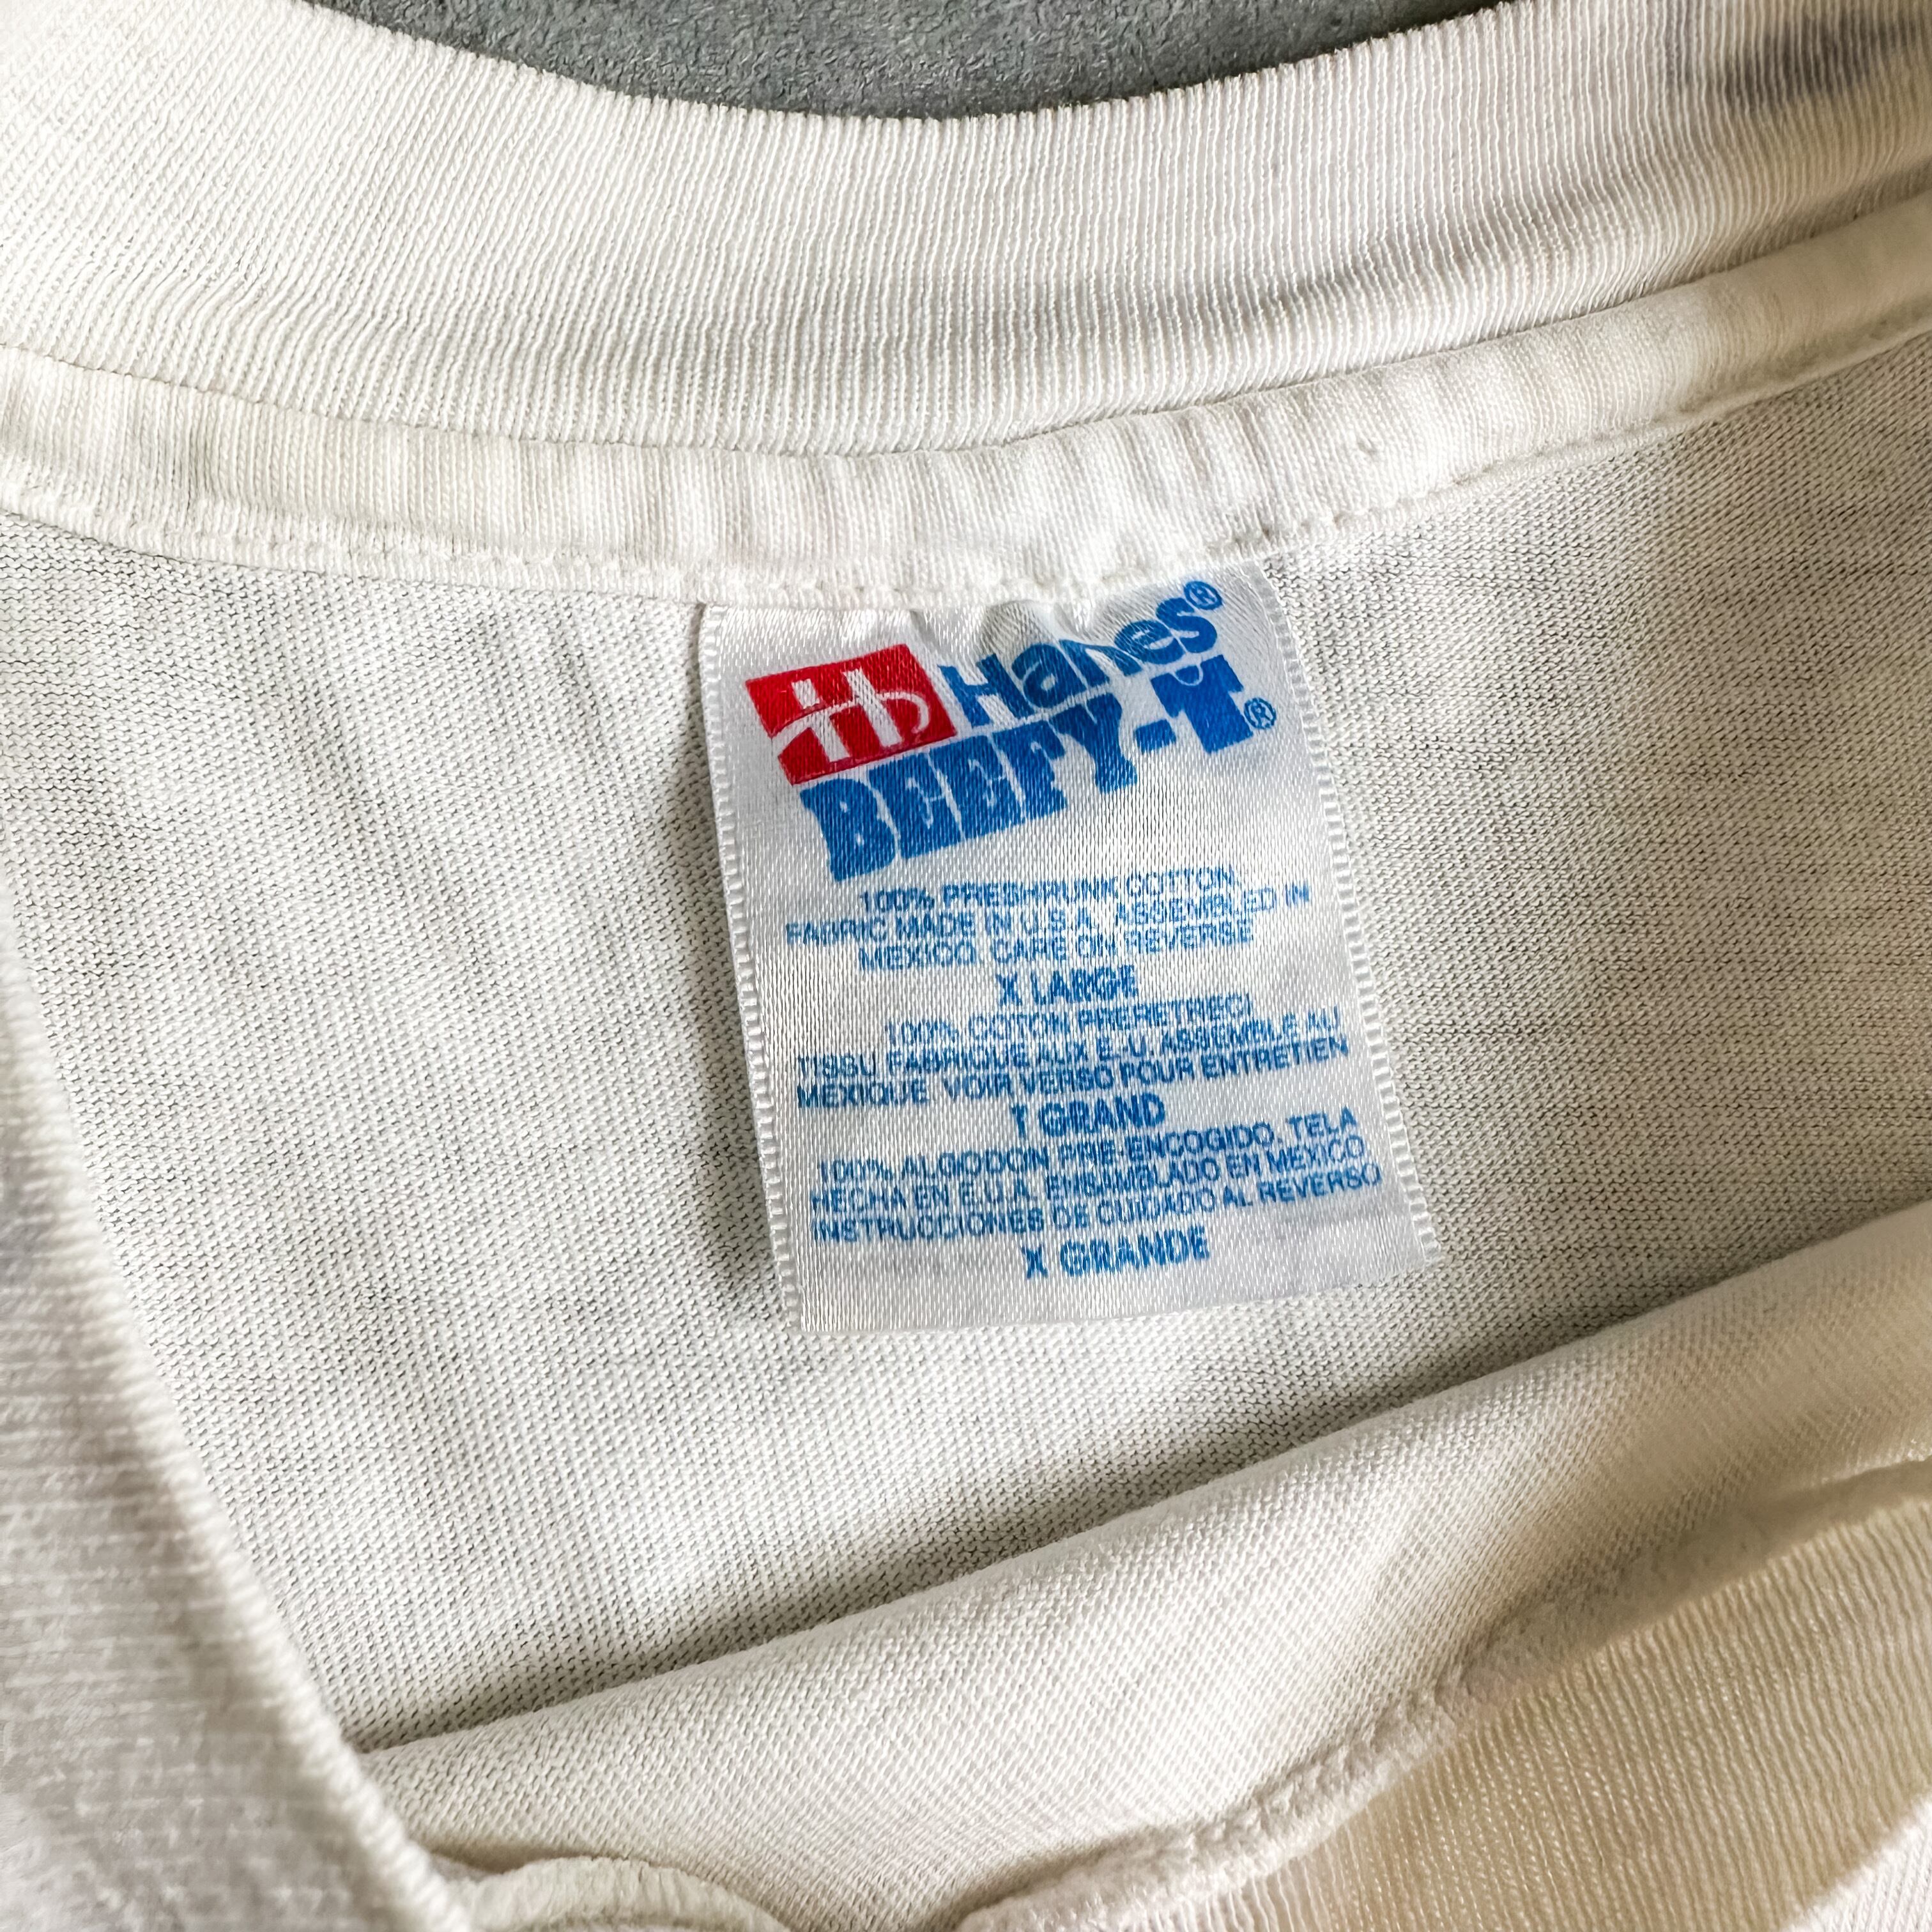 Hanes®
BEEFY-T®
100% PRESHRUNK COTTON
FABRIC MADE IN U.S.A. ASSEMBLED IN
MEXICO. CARE ON REVERSE
X LARGE
100% COTON PRERETRECI
TISSU FABRIQUE AUX E.-U. ASSEMBLE AU
MEXIQUE VOIR VERSO POUR ENTRETIEN
T GRAND
100% ALGODON PRE-ENCOGIDO. TELA
HECHA EN E.U.A. ENSAMBLADO EN MEXICO
INSTRUCCIONES DE CUIDADO AL REVERSO
X GRANDE